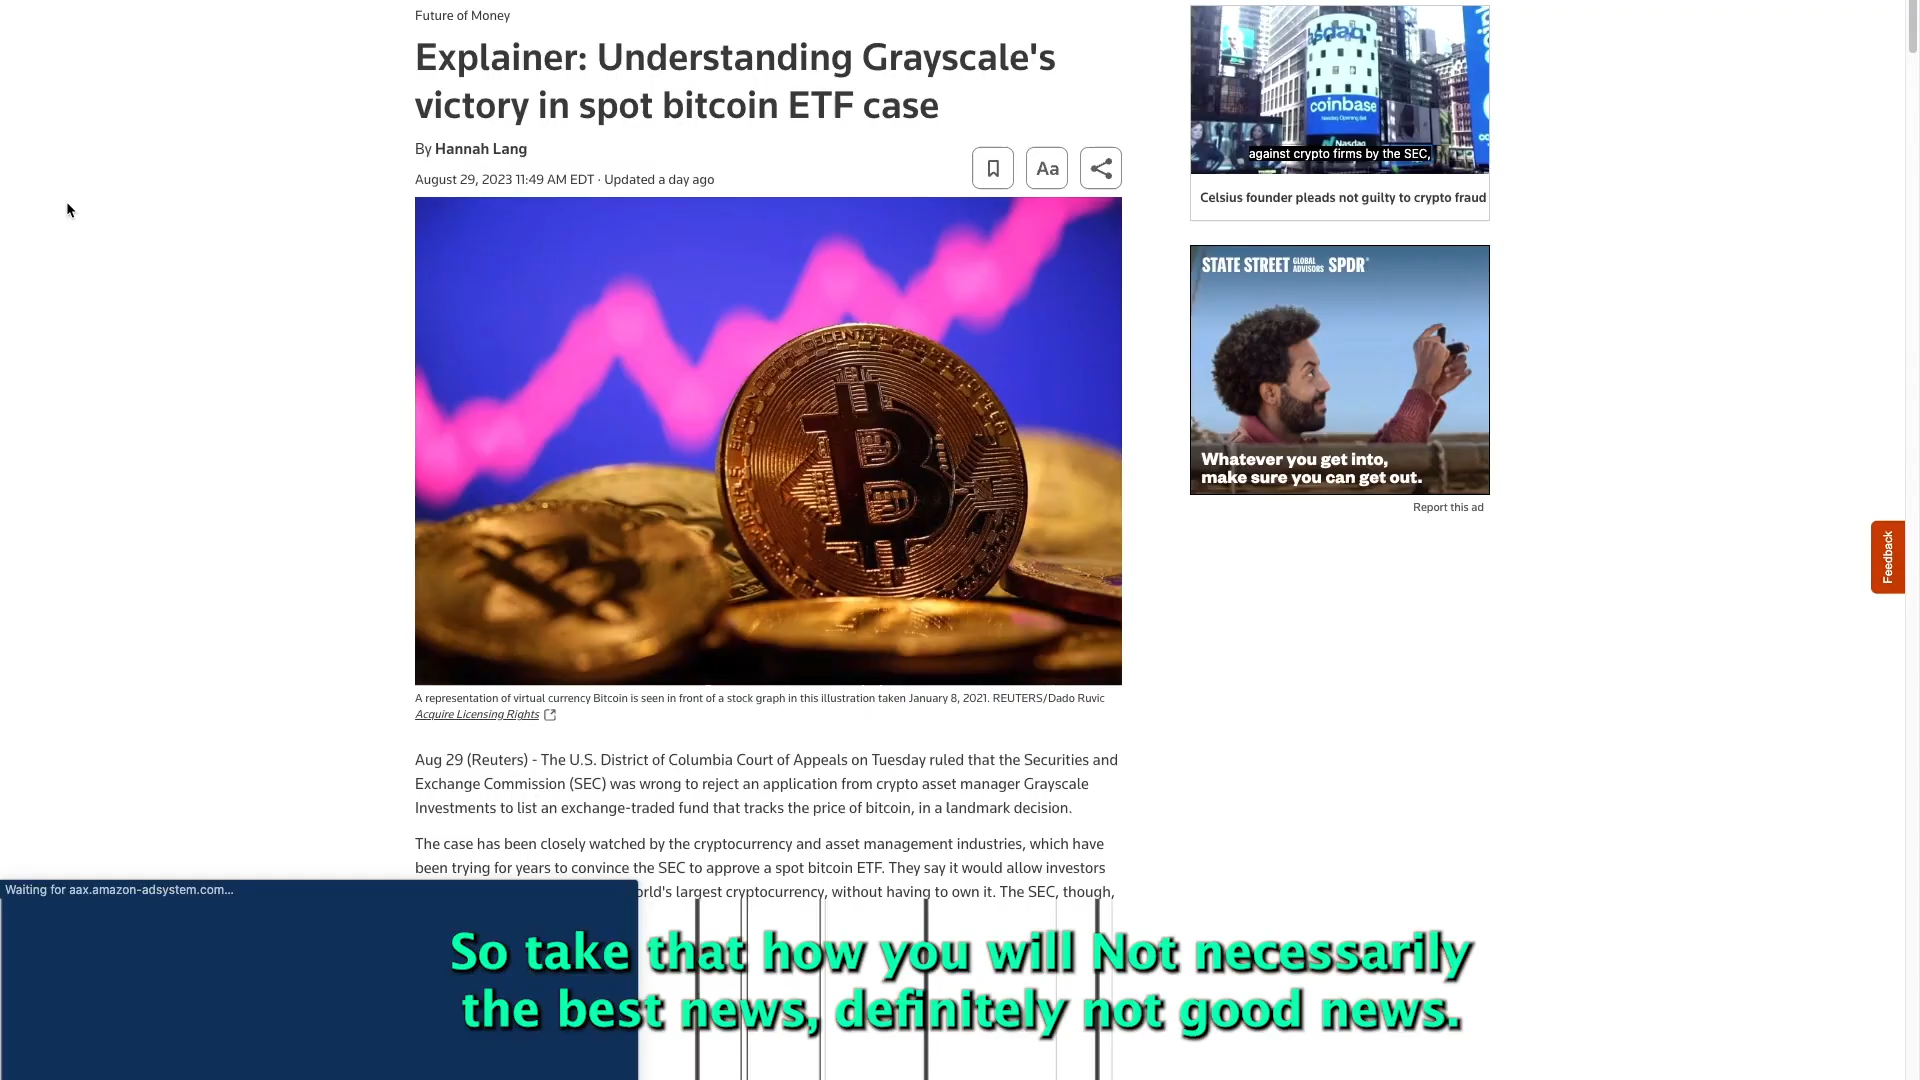 Future of Money
Explainer: Understanding Grayscale's
victory in spot bitcoin ETF case
By Hannah Lang
August 29, 2023 11:49 AM EDT · Updated a day ago
Aa
A representation of virtual currency Bitcoin is seen in front of a stock graph in this illustration taken January 8, 2021. REUTERS/Dado Ruvic
Acquire Licensing Rights
Aug 29 (Reuters) - The U.S. District of Columbia Court of Appeals on Tuesday ruled that the Securities and
Exchange Commission (SEC) was wrong to reject an application from crypto asset manager Grayscale
Investments to list an exchange-traded fund that tracks the price of bitcoin, in a landmark decision.
The case has been closely watched by the cryptocurrency and asset management industries, which have
been trying for years to convince the SEC to approve a spot bitcoin ETF. They say it would allow investors
largest cryptocurrency, without having to own it. The SEC, though,
coinbase
Nasdaq
against crypto firms by the SEC,
Celsius founder pleads not guilty to crypto fraud
STATE STREET GLOBAL ADVISORS SPDR®
Whatever you get into,
make sure you can get out.
Report this ad
Feedback
Waiting for aax.amazon-adsystem.com...
So take that how you will Not necessarily
the best news, definitely not good news.